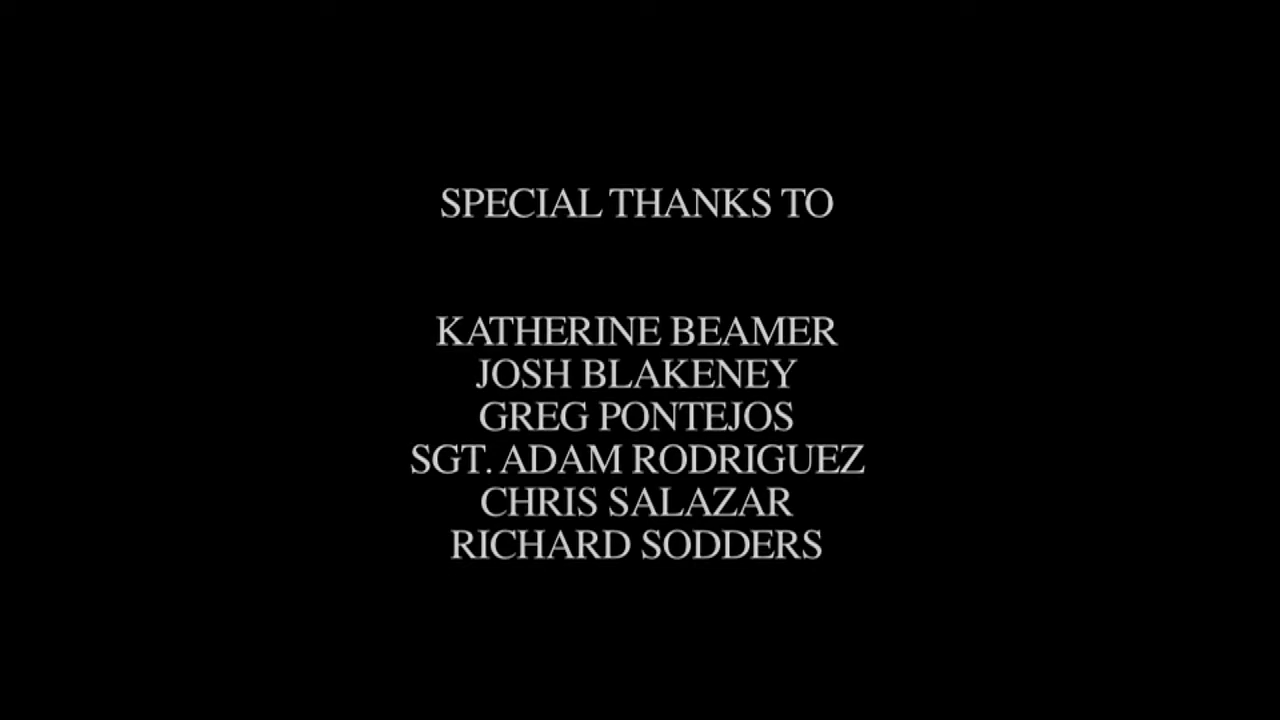 SPECIAL THANKS TO
KATHERINE BEAMER
JOSH BLAKENEY
GREG PONTEJOS
SGT. ADAM RODRIGUEZ
CHRIS SALAZAR
RICHARD SODDERS